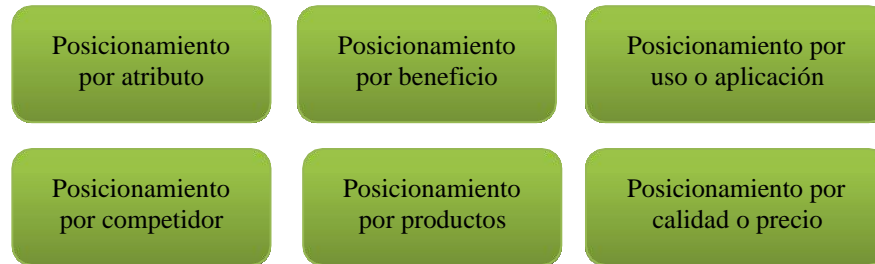 Posicionamiento
por atributo
Posicionamiento
por beneficio
Posicionamiento por
uso o aplicación
Posicionamiento
por competidor
Posicionamiento
por productos
Posicionamiento por
calidad o precio